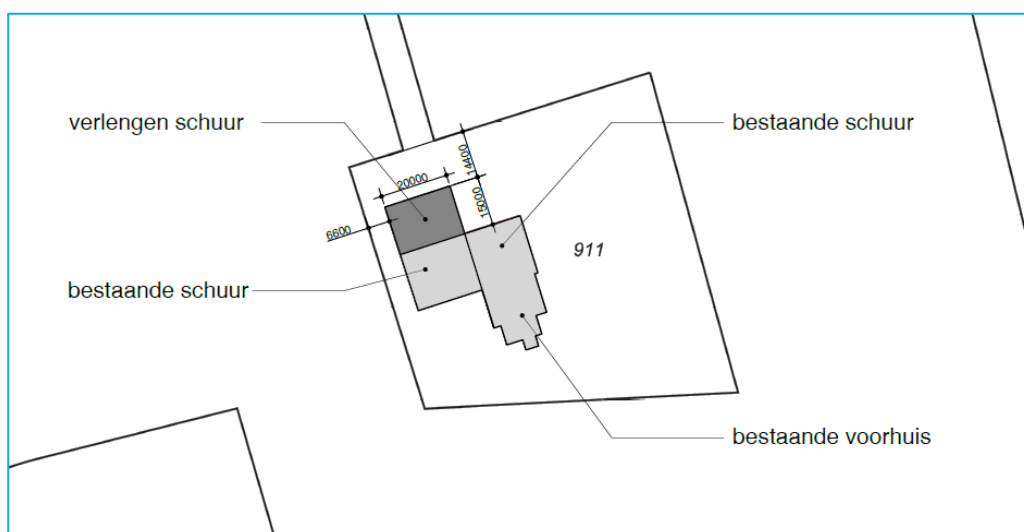 verlengen schuur
bestaande schuur
14400
20000
15000
6600
911
bestaande schuur
bestaande voorhuis